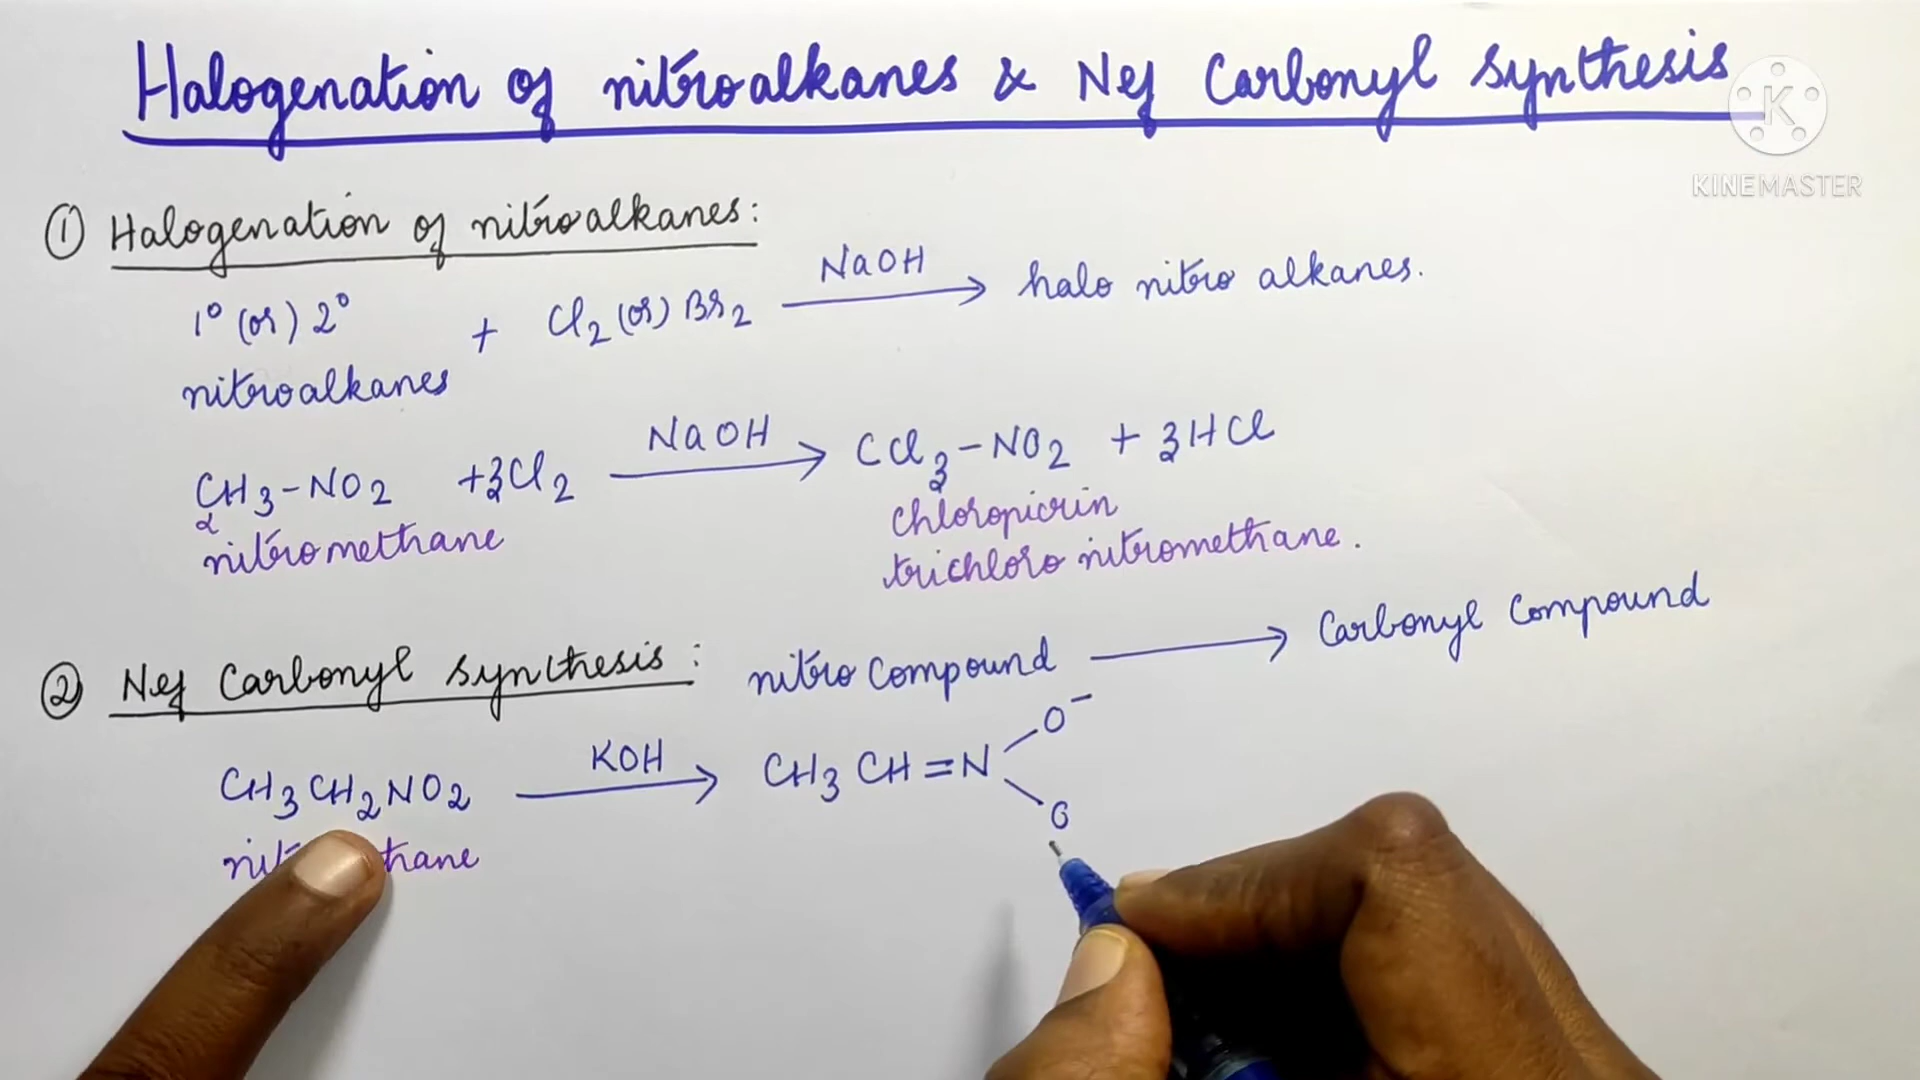 Halogenation of nitroalkanes & Nef Carbonyl synthesis
KINEMASTER
① Halogenation of nitroalkanes:
1° (or) 2° + Cl2 (or) Br2 NaOH → halo nitro alkanes.
nitroalkanes
CH3-NO2 +3Cl2 NaOH → CCl3-NO2 + 3HCl
α
nitromethane
chloropicrin
trichloro nitromethane.
② Nef Carbonyl synthesis: nitro Compound → Carbonyl Compound
CH3CH2NO2 KOH → CH3CH=N
O-
O